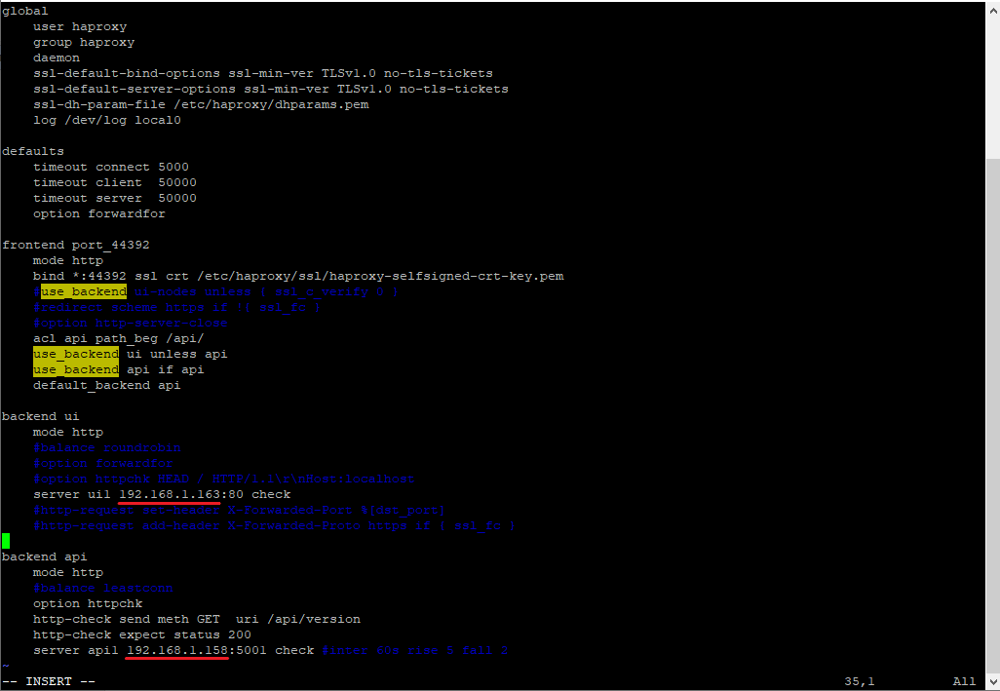 global
    user haproxy
    group haproxy
    daemon
    ssl-default-bind-options ssl-min-ver TLSv1.0 no-tls-tickets
    ssl-default-server-options ssl-min-ver TLSv1.0 no-tls-tickets
    ssl-dh-param-file /etc/haproxy/dhparams.pem
    log /dev/log local0

defaults
    timeout connect 5000
    timeout client  50000
    timeout server  50000
    option forwardfor

frontend port_44392
    mode http
    bind *:44392 ssl crt /etc/haproxy/ssl/haproxy-selfsigned-crt-key.pem
    #use_backend ui-nodes unless { ssl_c_verify 0 }
    #redirect scheme https if !{ ssl_fc }
    #option http-server-close
    acl api path_beg /api/
    use_backend ui unless api
    use_backend api if api
    default_backend api

backend ui
    mode http
    #balance roundrobin
    #option forwardfor
    #option httpchk HEAD / HTTP/1.1\r\nHost:localhost
    server ui1 192.168.1.163:80 check
    #http-request set-header X-Forwarded-Port %[dst_port]
    #http-request add-header X-Forwarded-Proto https if { ssl_fc }

backend api
    mode http
    #balance leastconn
    option httpchk
    http-check send meth GET  uri /api/version
    http-check expect status 200
    server api1 192.168.1.158:5001 check #inter 60s rise 5 fall 2
~
-- INSERT -- 35,1 All